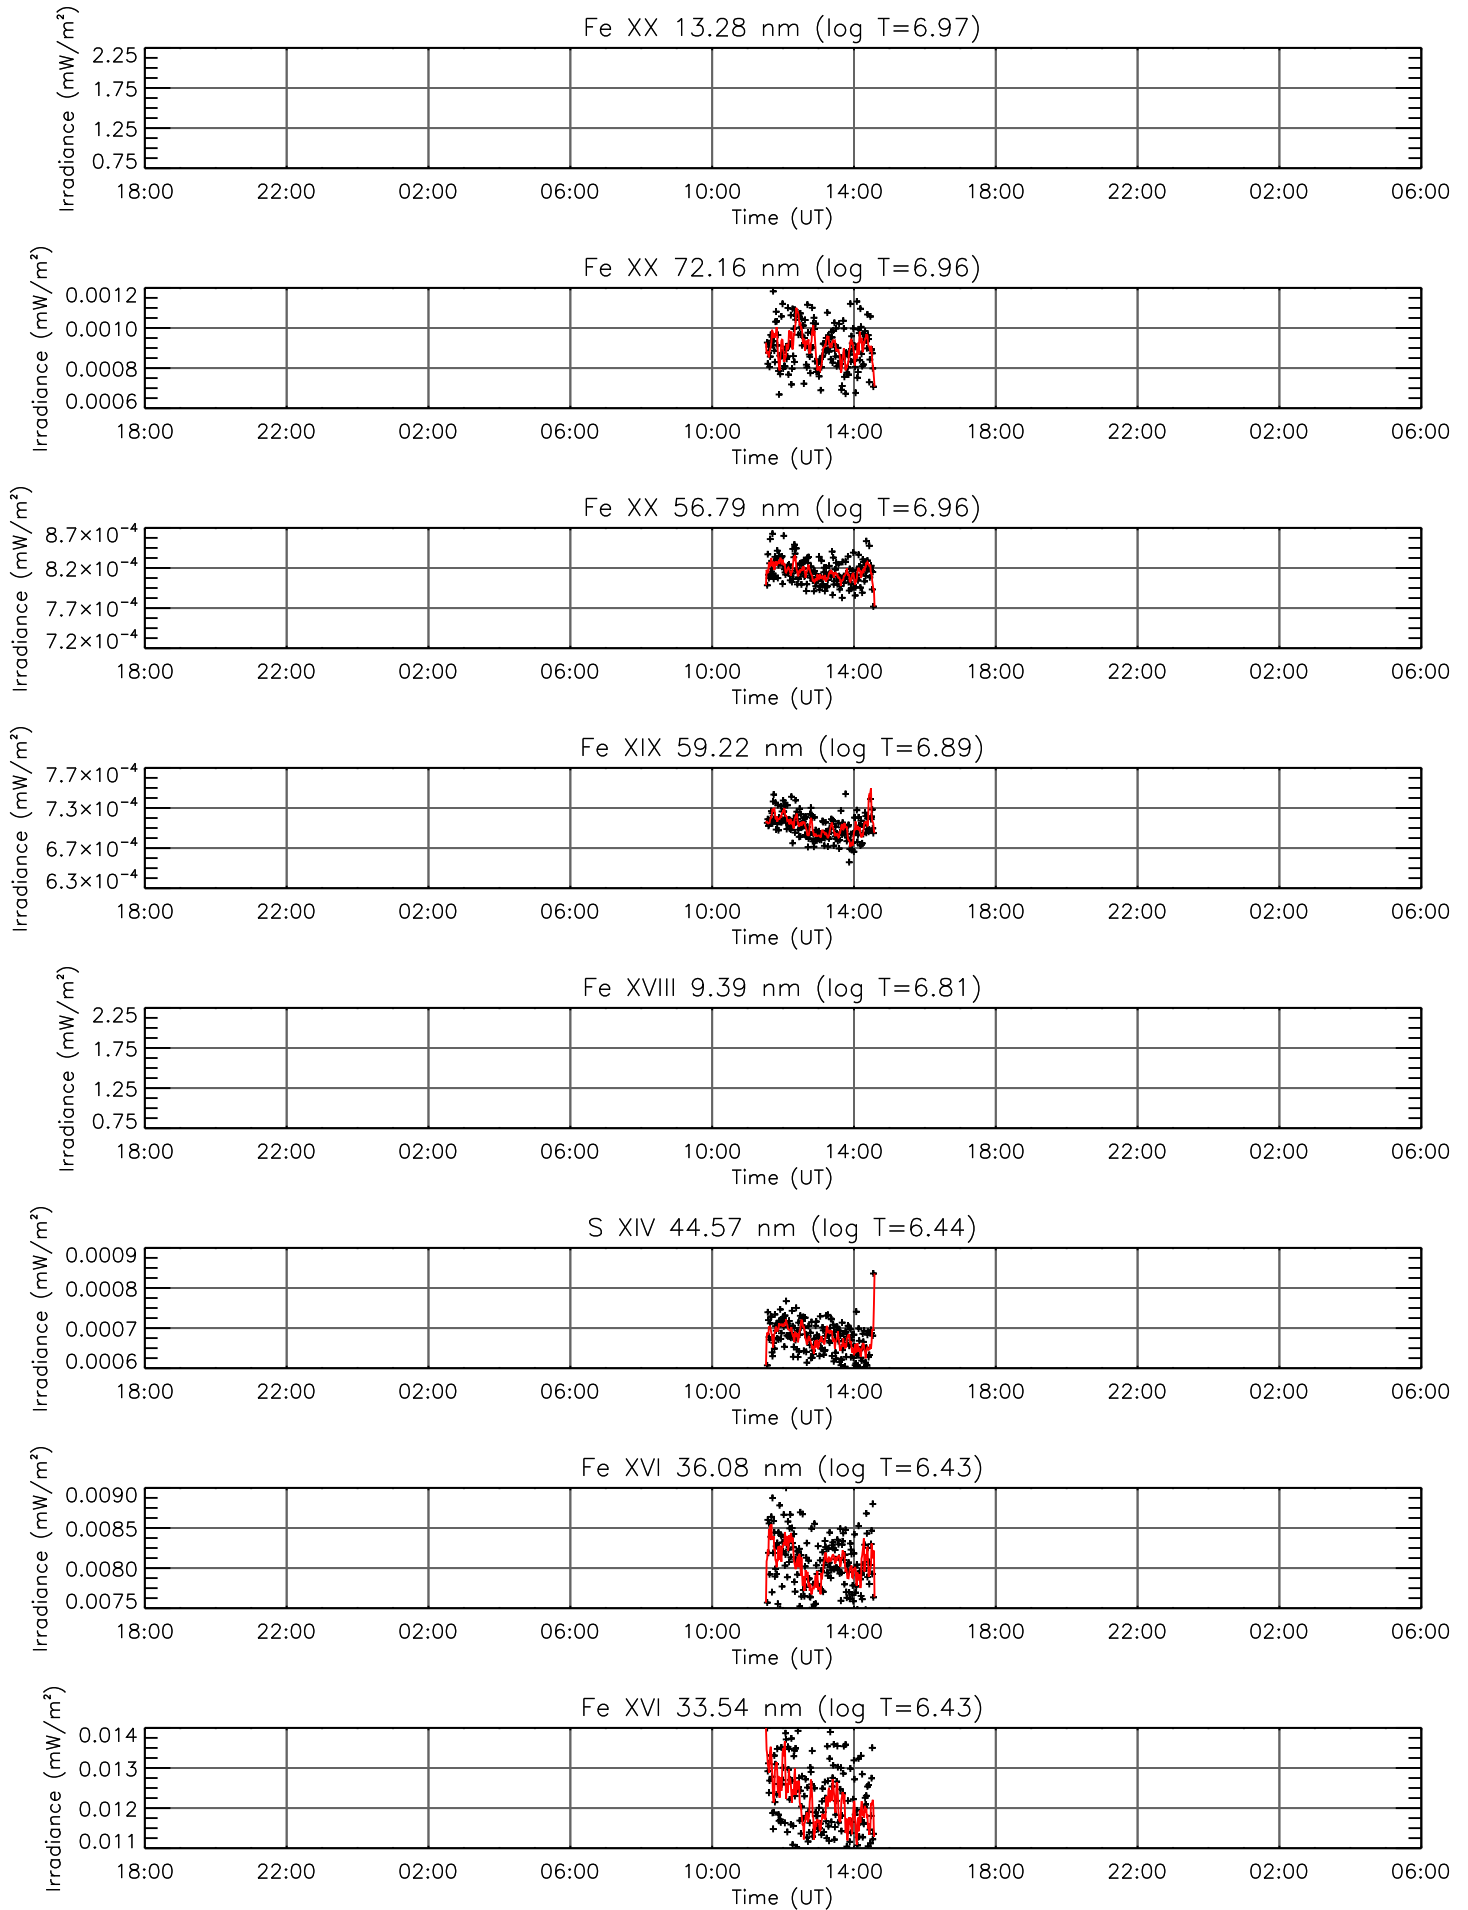 Fe XX 13.28 nm (log T=6.97)
Irradiance (mW/m²)
2.25
1.75
1.25
0.75
18:00 22:00 02:00 06:00 10:00 14:00 18:00 22:00 02:00 06:00
Time (UT)
Fe XX 72.16 nm (log T=6.96)
Irradiance (mW/m²)
0.0012
0.0010
0.0008
0.0006
18:00 22:00 02:00 06:00 10:00 14:00 18:00 22:00 02:00 06:00
Time (UT)
Fe XX 56.79 nm (log T=6.96)
Irradiance (mW/m²)
8.7×10⁻⁴
8.2×10⁻⁴
7.7×10⁻⁴
7.2×10⁻⁴
18:00 22:00 02:00 06:00 10:00 14:00 18:00 22:00 02:00 06:00
Time (UT)
Fe XIX 59.22 nm (log T=6.89)
Irradiance (mW/m²)
7.7×10⁻⁴
7.3×10⁻⁴
6.7×10⁻⁴
6.3×10⁻⁴
18:00 22:00 02:00 06:00 10:00 14:00 18:00 22:00 02:00 06:00
Time (UT)
Fe XVIII 9.39 nm (log T=6.81)
Irradiance (mW/m²)
2.25
1.75
1.25
0.75
18:00 22:00 02:00 06:00 10:00 14:00 18:00 22:00 02:00 06:00
Time (UT)
S XIV 44.57 nm (log T=6.44)
Irradiance (mW/m²)
0.0009
0.0008
0.0007
0.0006
18:00 22:00 02:00 06:00 10:00 14:00 18:00 22:00 02:00 06:00
Time (UT)
Fe XVI 36.08 nm (log T=6.43)
Irradiance (mW/m²)
0.0090
0.0085
0.0080
0.0075
18:00 22:00 02:00 06:00 10:00 14:00 18:00 22:00 02:00 06:00
Time (UT)
Fe XVI 33.54 nm (log T=6.43)
Irradiance (mW/m²)
0.014
0.013
0.012
0.011
18:00 22:00 02:00 06:00 10:00 14:00 18:00 22:00 02:00 06:00
Time (UT)